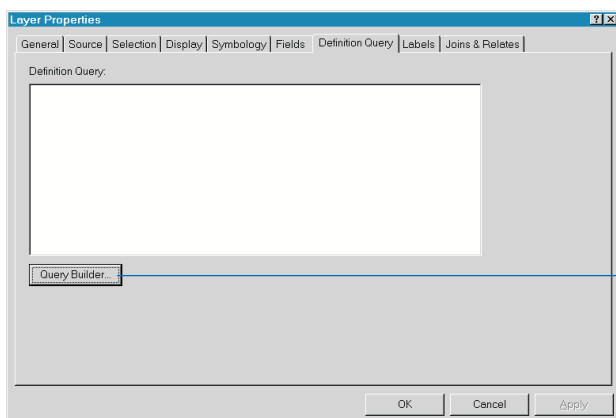 Layer Properties
General Source Selection Display Symbology Fields Definition Query Labels Joins & Relates
Definition Query:
Query Builder...
OK Cancel Apply